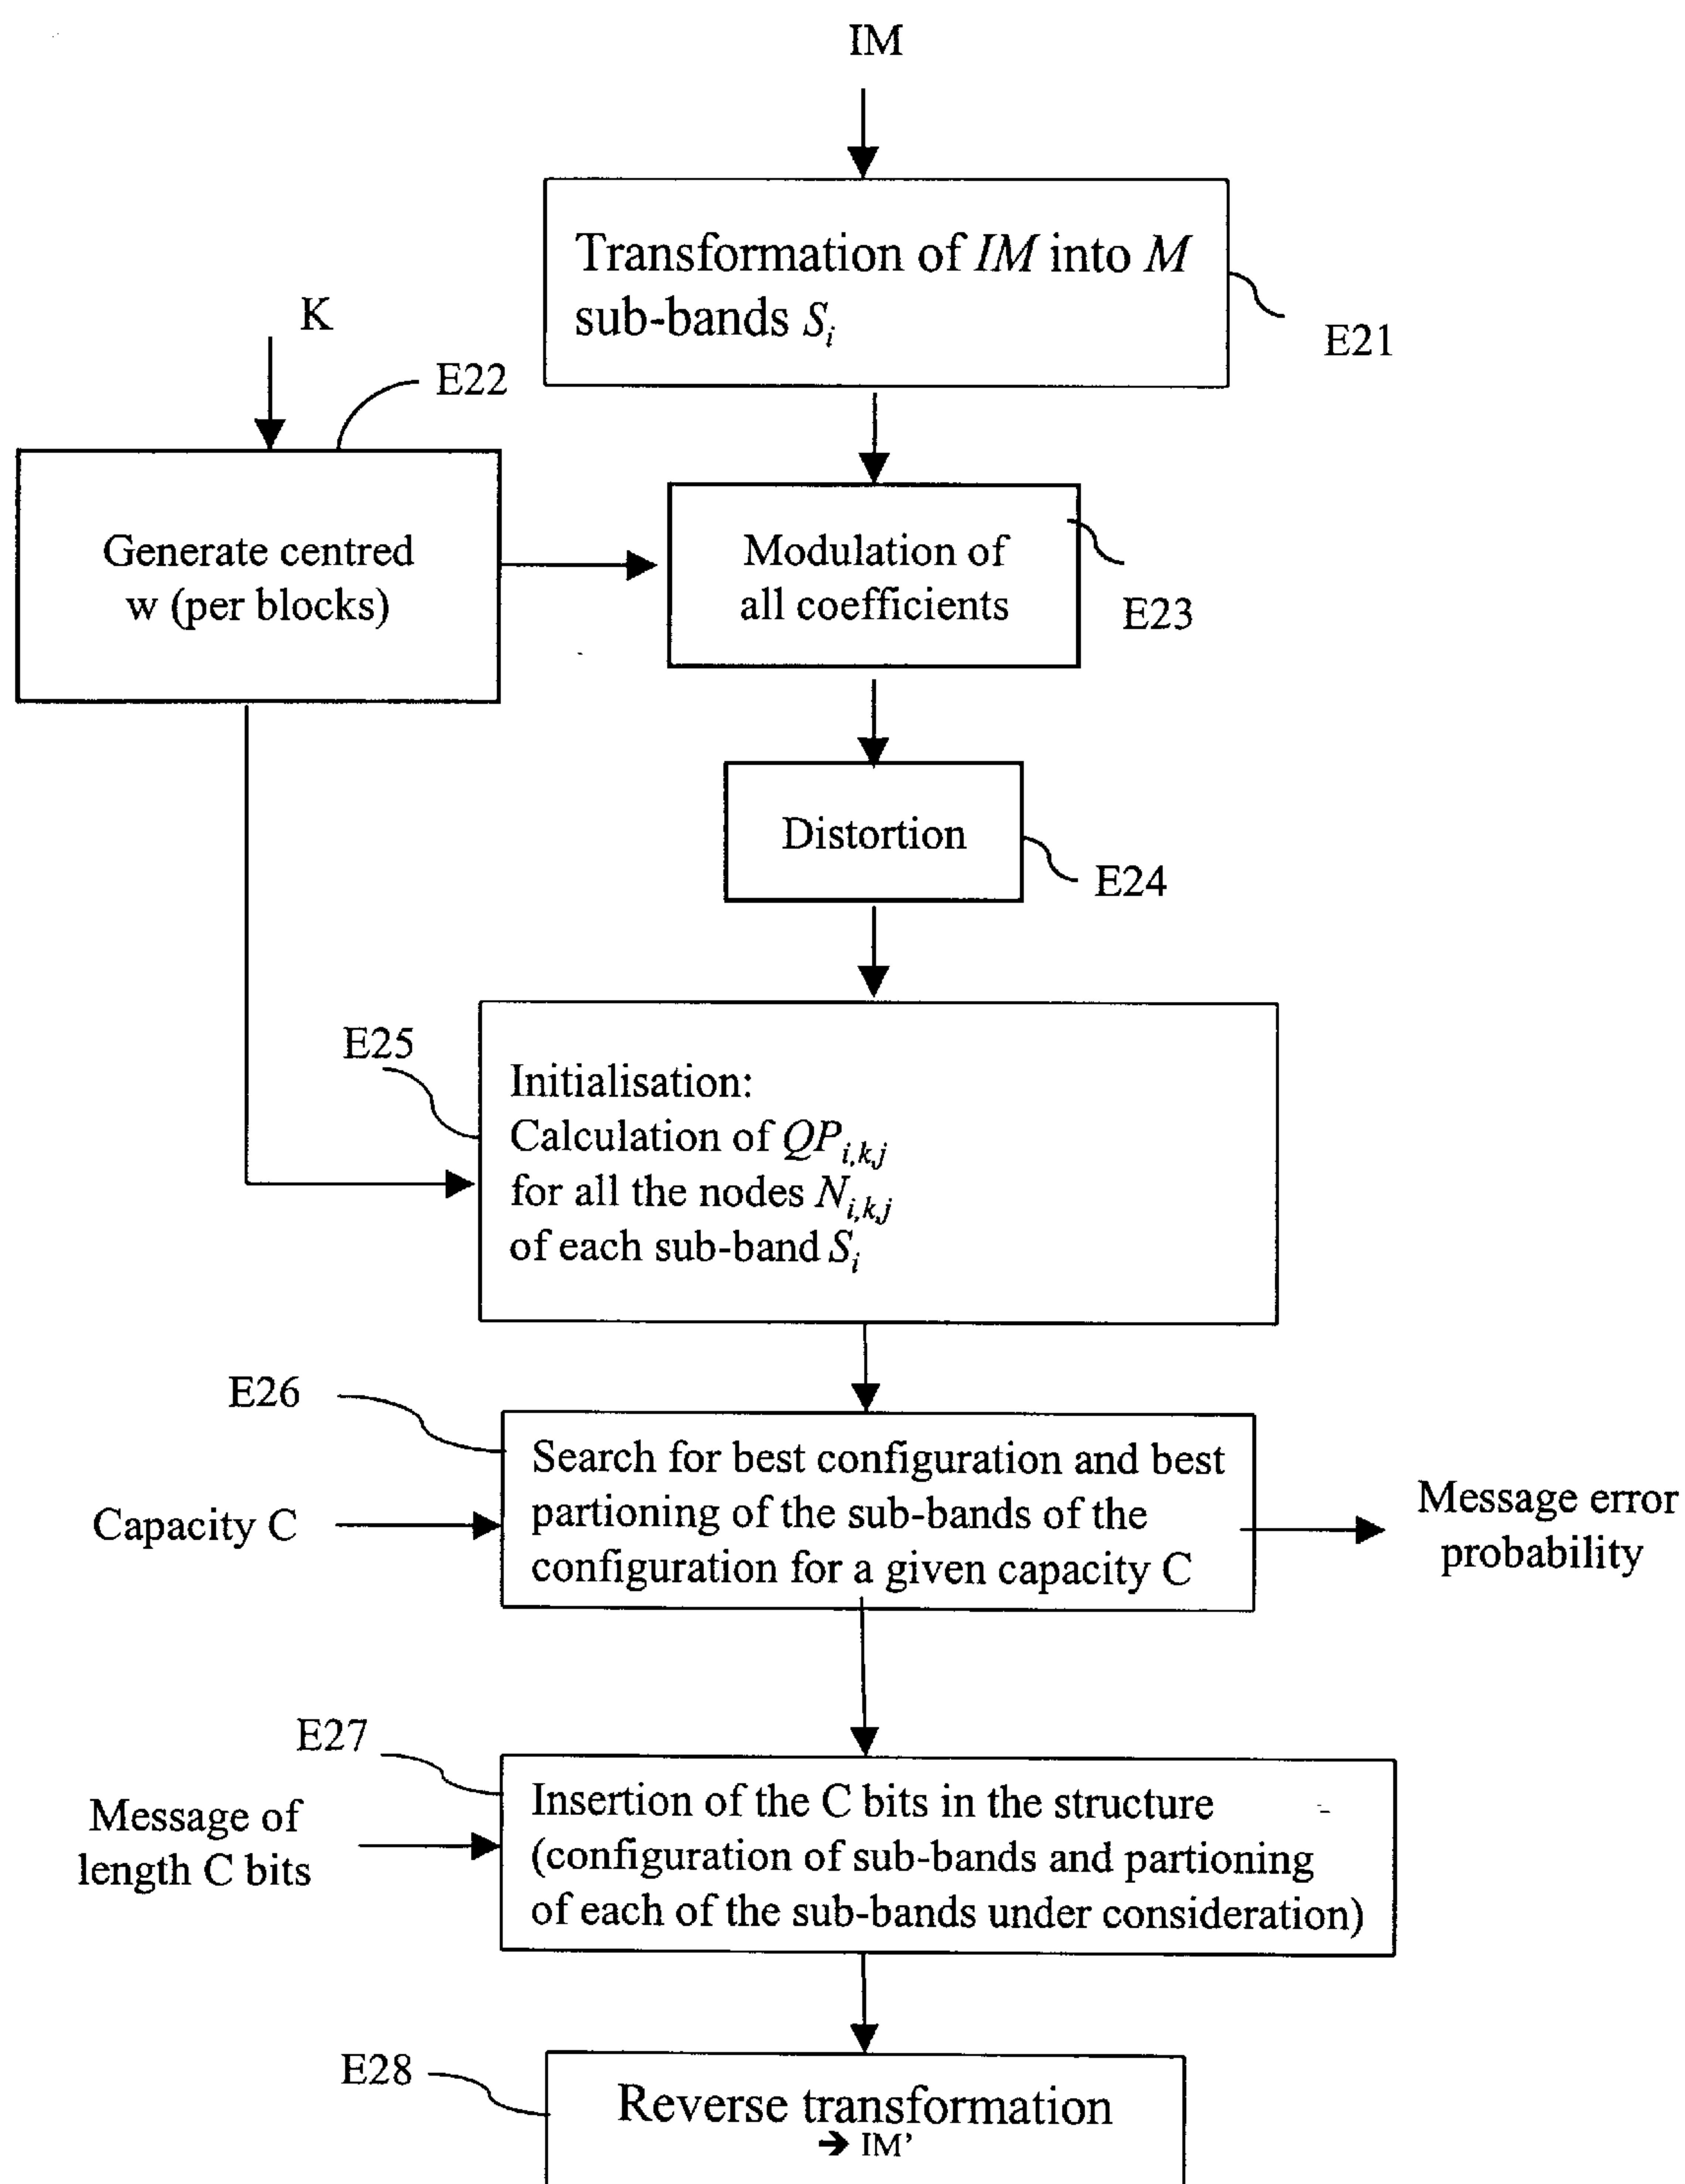 IM
Transformation of IM into M
sub-bands Si
E21
K
E22
Generate centred
w (per blocks)
Modulation of
all coefficients
E23
Distortion
E24
E25
Initialisation:
Calculation of QPi,k,j
for all the nodes Ni,k,j
of each sub-band Si
E26
Capacity C
Search for best configuration and best
partioning of the sub-bands of the
configuration for a given capacity C
Message error
probability
E27
Message of
length C bits
Insertion of the C bits in the structure
(configuration of sub-bands and partioning
of each of the sub-bands under consideration)
E28
Reverse transformation
➔ IM’